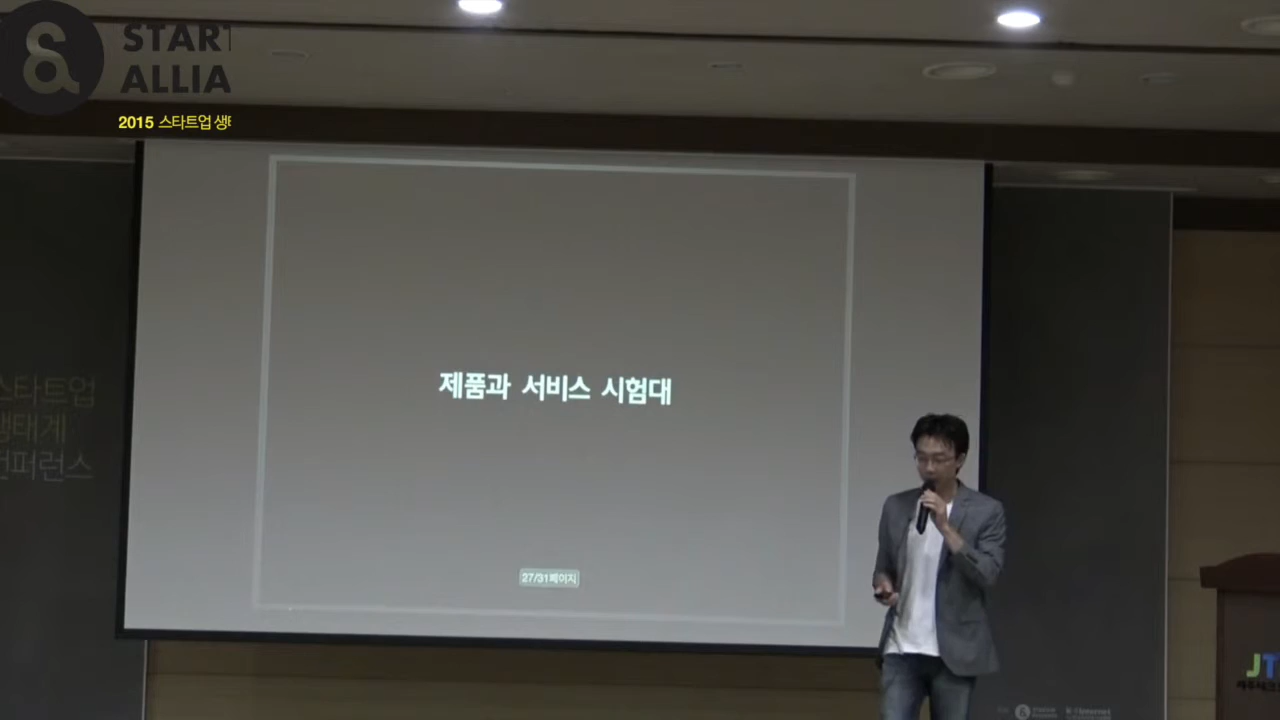 START
ALLIA
2015 스타트업 생태
제품과 서비스 시험대
27/31페이지
스타트업
생태계
컨퍼런스
JT